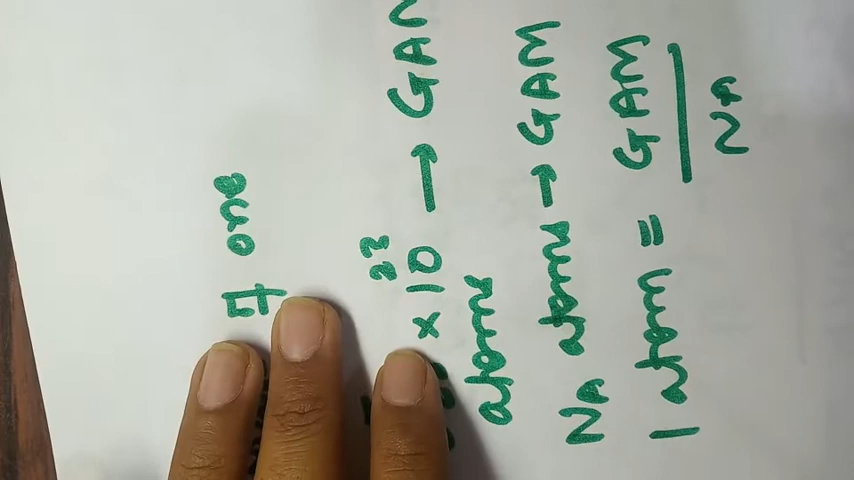 of one
× 10²³ → GAM
atoms
NA atoms → GAM
1 atom = GAM
NA